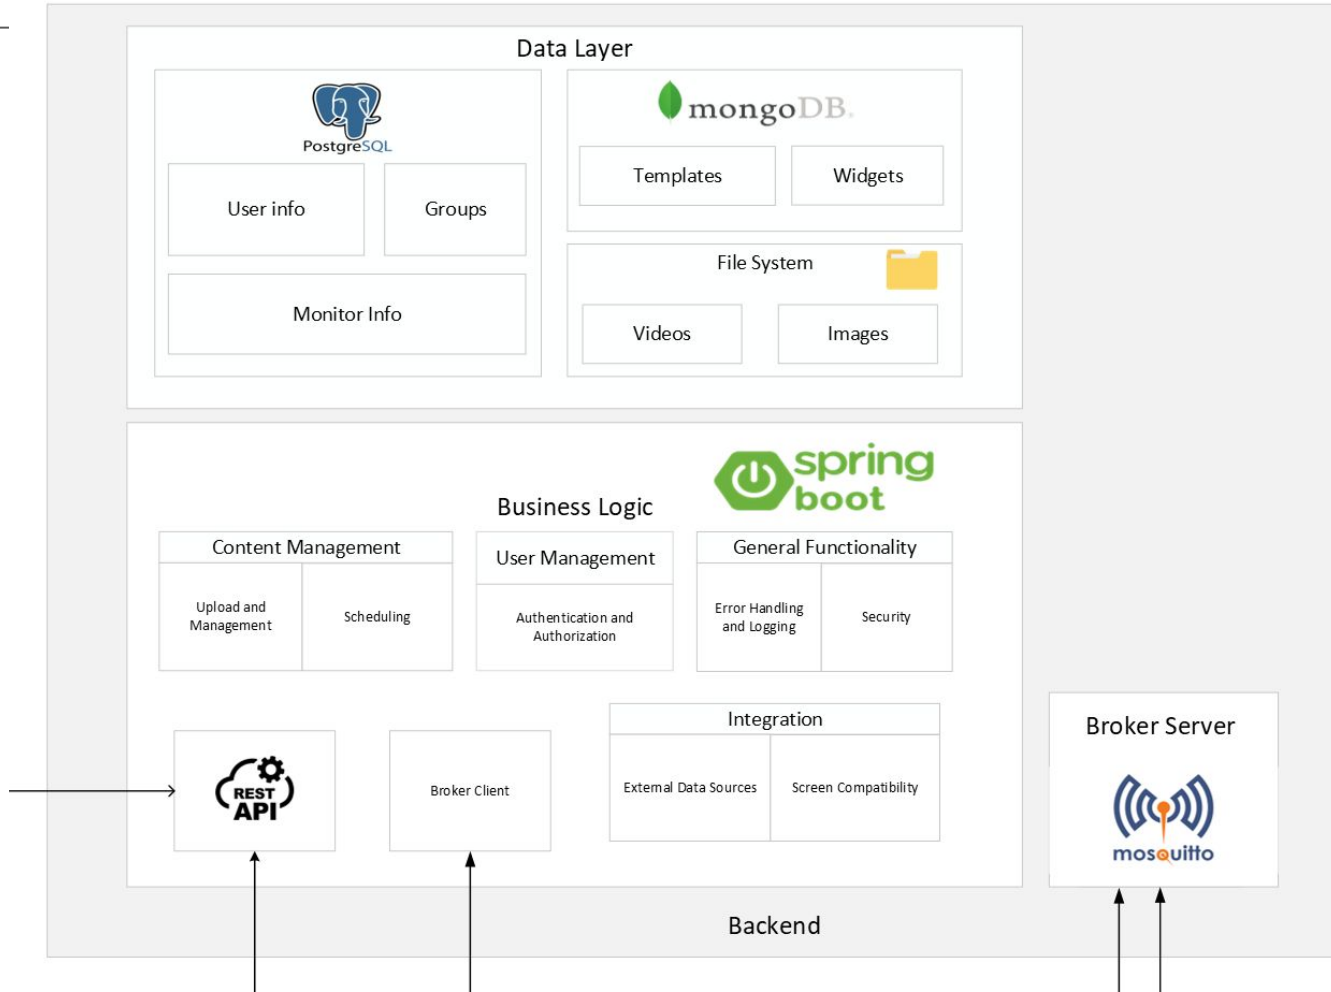 Data Layer
PostgreSQL
User info
Groups
Monitor Info
mongoDB.
Templates
Widgets
File System
Videos
Images
spring
boot
Business Logic
Content Management
Upload and
Management
Scheduling
User Management
Authentication and
Authorization
General Functionality
Error Handling
and Logging
Security
REST
API
Broker Client
Integration
External Data Sources
Screen Compatibility
Broker Server
mosquitto
Backend